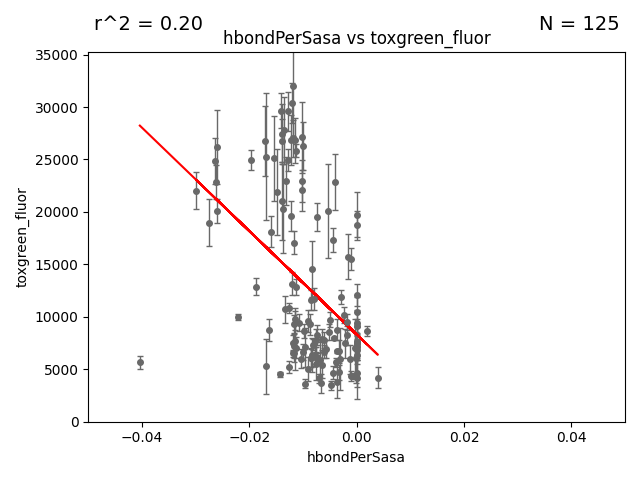 r^2 = 0.20
N = 125
hbondPerSasa vs toxgreen_fluor
35000
30000
25000
20000
15000
10000
5000
0
toxgreen_fluor
−0.04
−0.02
0.00
0.02
0.04
hbondPerSasa